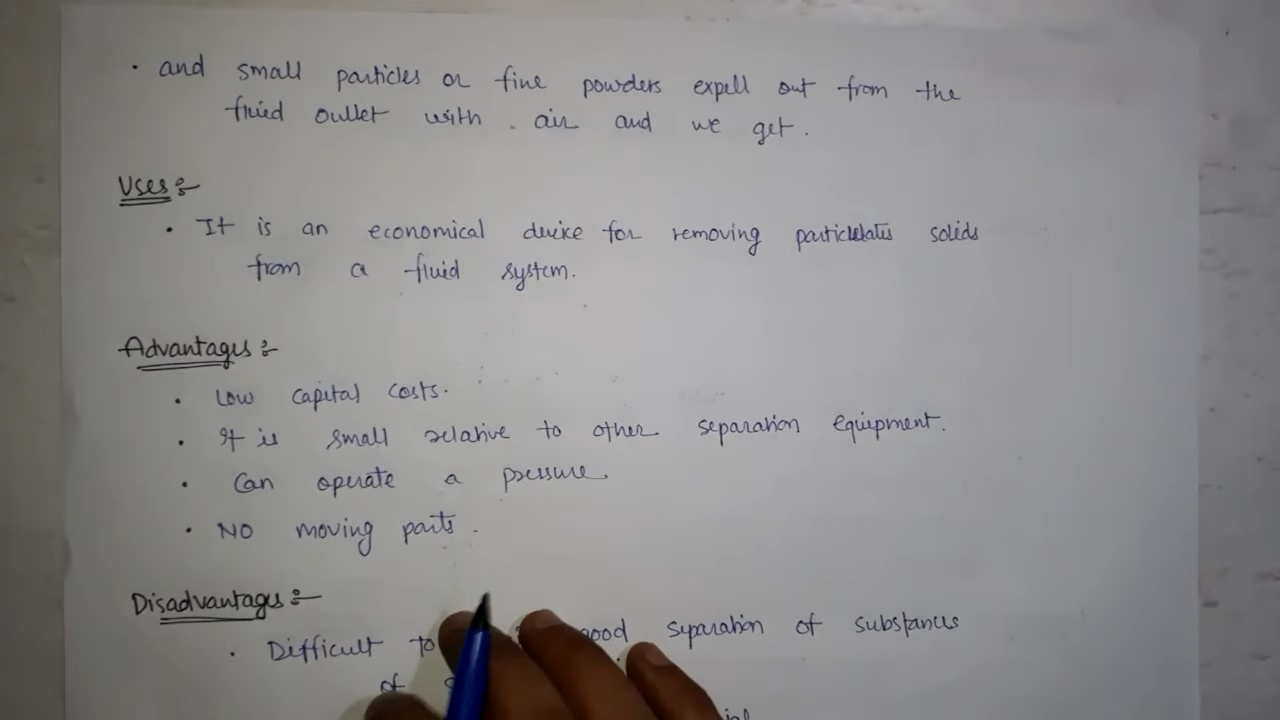 • and small particles or fine powders expell out from the
fluid oullet with . air and we get .
Uses :-
• It is an economical device for removing particulates solids
from a fluid system.
Advantages :-
• Low capital costs.
• It is small relative to other separation equipment.
• Can operate a pressure.
• NO moving parts .
Disadvantages :-
• Difficult to good separation of substances
of